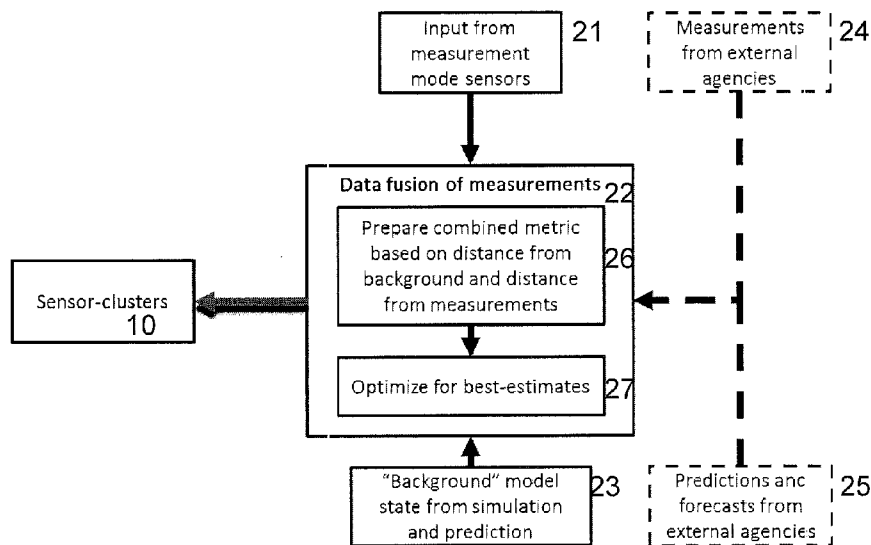 Input from
measurement
mode sensors
21
Measurements
from external
agencies
24
Data fusion of measurements
22
Prepare combined metric
based on distance from
background and distance
from measurements
26
Sensor-clusters
10
Optimize for best-estimates
27
"Background" model
state from simulation
and prediction
23
Predictions and
forecasts from
external agencies
25